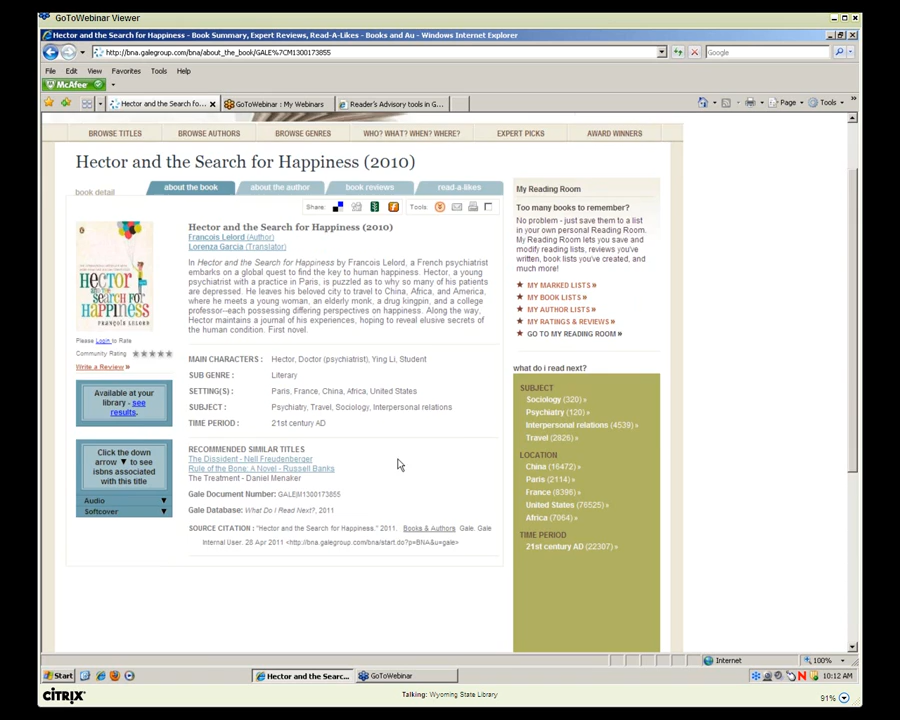 GoToWebinar Viewer
Hector and the Search for Happiness - Book Summary, Expert Reviews, Read-A-Likes - Books and Au - Windows Internet Explorer
http://bna.galegroup.com/bna/about_the_book/GALE%7CM1300173855
Google
File Edit View Favorites Tools Help
McAfee
Hector and the Search fo... GoToWebinar : My Webinars Reader's Advisory tools in G... Page Tools
BROWSE TITLES BROWSE AUTHORS BROWSE GENRES WHO? WHAT? WHEN? WHERE? EXPERT PICKS AWARD WINNERS
Hector and the Search for Happiness (2010)
book detail about the book about the author book reviews read-a-likes
Share: Tools:
Hector and the Search for Happiness (2010)
Francois Lelord (Author)
Lorenza Garcia (Translator)
In Hector and the Search for Happiness by Francois Lelord, a French psychiatrist
embarks on a global quest to find the key to human happiness. Hector, a young
psychiatrist with a practice in Paris, is puzzled as to why so many of his patients
are depressed. He leaves his beloved city to travel to China, Africa, and America,
where he meets a young woman, an elderly monk, a drug kingpin, and a college
professor–each possessing differing perspectives on happiness. Along the way,
Hector maintains a journal of his experiences, hoping to reveal elusive secrets of
the human condition. First novel.
HECTOR
AND THE
SEARCH
FOR
HAPPINESS
FRANÇOIS LELORD
Please Login to Rate
Community Rating
Write a Review »
Available at your
library - see
results.
Click the down
arrow ▼ to see
isbns associated
with this title
Audio ▼
Softcover ▼
MAIN CHARACTERS : Hector, Doctor (psychiatrist), Ying Li, Student
SUB GENRE : Literary
SETTING(S) : Paris, France, China, Africa, United States
SUBJECT : Psychiatry, Travel, Sociology, Interpersonal relations
TIME PERIOD : 21st century AD
RECOMMENDED SIMILAR TITLES
The Dissident - Nell Freudenberger
Rule of the Bone: A Novel - Russell Banks
The Treatment - Daniel Menaker
Gale Document Number: GALE|M1300173855
Gale Database: What Do I Read Next?, 2011
SOURCE CITATION : "Hector and the Search for Happiness." 2011. Books & Authors. Gale. Gale
Internal User. 28 Apr 2011 <http://bna.galegroup.com/bna/start.do?p=BNA&u=gale>
My Reading Room
Too many books to remember?
No problem - just save them to a list
in your own personal Reading Room.
My Reading Room lets you save and
modify reading lists, reviews you've
written, book lists you've created, and
much more!
★ MY MARKED LISTS »
★ MY BOOK LISTS »
★ MY AUTHOR LISTS »
★ MY RATINGS & REVIEWS »
★ GO TO MY READING ROOM »
what do i read next?
SUBJECT
Sociology (320) »
Psychiatry (120) »
Interpersonal relations (4539) »
Travel (2826) »
LOCATION
China (16472) »
Paris (2114) »
France (8396) »
United States (76525) »
Africa (7064) »
TIME PERIOD
21st century AD (22307) »
Internet 100%
Start Hector and the Searc... GoToWebinar 10:12 AM
CITRIX Talking: Wyoming State Library 91%